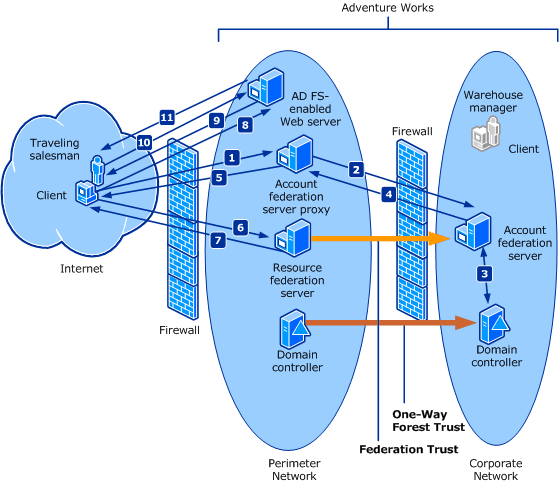 Adventure Works
11
10
9
8
AD FS-
enabled
Web server
Warehouse
manager
Client
Firewall
Traveling
salesman
Client
1
2
5
4
Account
federation
server proxy
6
7
3
Account
federation
server
Internet
Resource
federation
server
Firewall
Domain
controller
Domain
controller
One-Way
Forest Trust
Federation Trust
Perimeter
Network
Corporate
Network